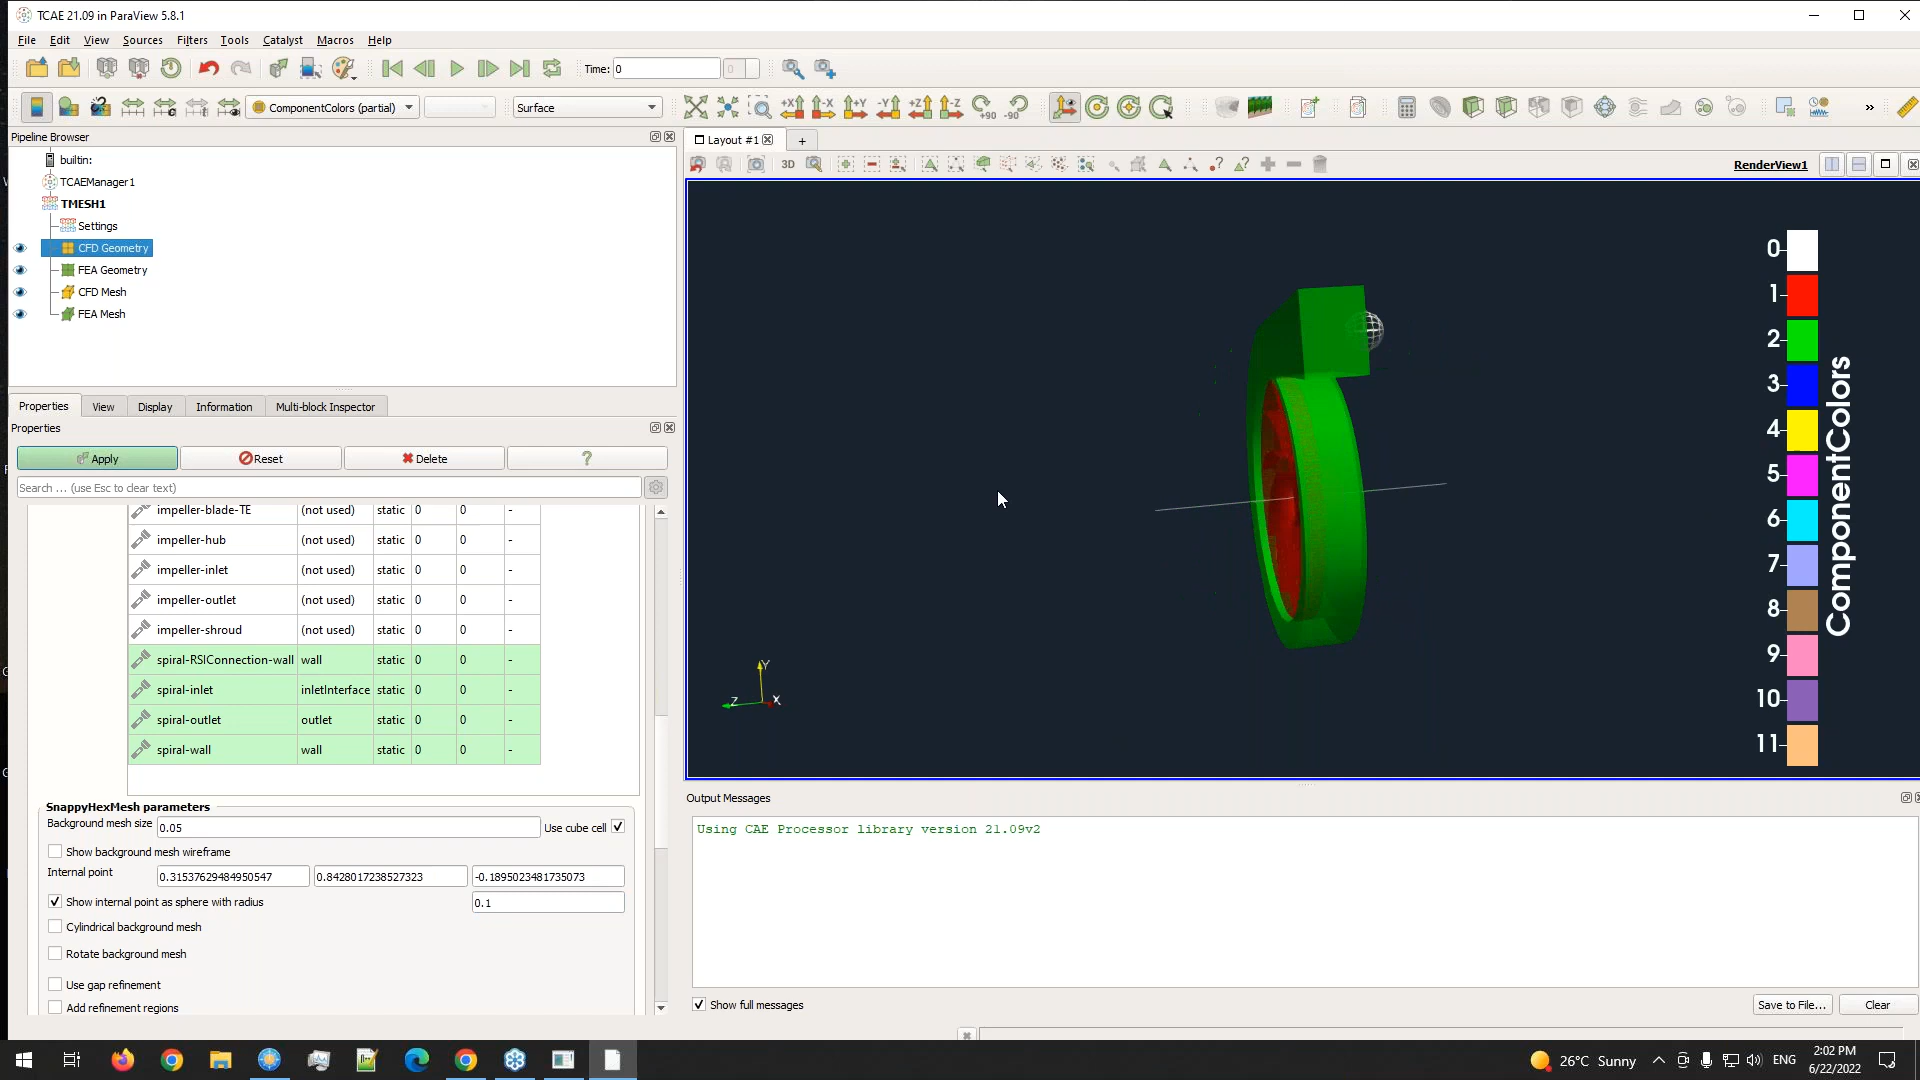 TCAE 21.09 in ParaView 5.8.1
File Edit View Sources Filters Tools Catalyst Macros Help
Time: 0 0
ComponentColors (partial) Surface
+X -X +Y -Y +Z -Z +90 -90
Pipeline Browser
Layout #1
3D RenderView1
builtin:
TCAEManager1
TMESH1
Settings
CFD Geometry
FEA Geometry
CFD Mesh
FEA Mesh
Properties View Display Information Multi-block Inspector
Properties
Apply Reset Delete ?
Search ... (use Esc to clear text)
impeller-blade-TE (not used) static 0 0 -
impeller-hub (not used) static 0 0 -
impeller-inlet (not used) static 0 0 -
impeller-outlet (not used) static 0 0 -
impeller-shroud (not used) static 0 0 -
spiral-RSIConnection-wall wall static 0 0 -
spiral-inlet inletInterface static 0 0 -
spiral-outlet outlet static 0 0 -
spiral-wall wall static 0 0 -
SnappyHexMesh parameters
Background mesh size 0.05 Use cube cell
Show background mesh wireframe
Internal point 0.31537629484950547 0.8428017238527323 -0.1895023481735073
Show internal point as sphere with radius 0.1
Cylindrical background mesh
Rotate background mesh
Use gap refinement
Add refinement regions
Y
Z X
0
1
2
3
4
5
6
7
8
9
10
11
ComponentColors
Output Messages
Using CAE Processor library version 21.09v2
Show full messages Save to File... Clear
26°C Sunny ENG 2:02 PM
6/22/2022